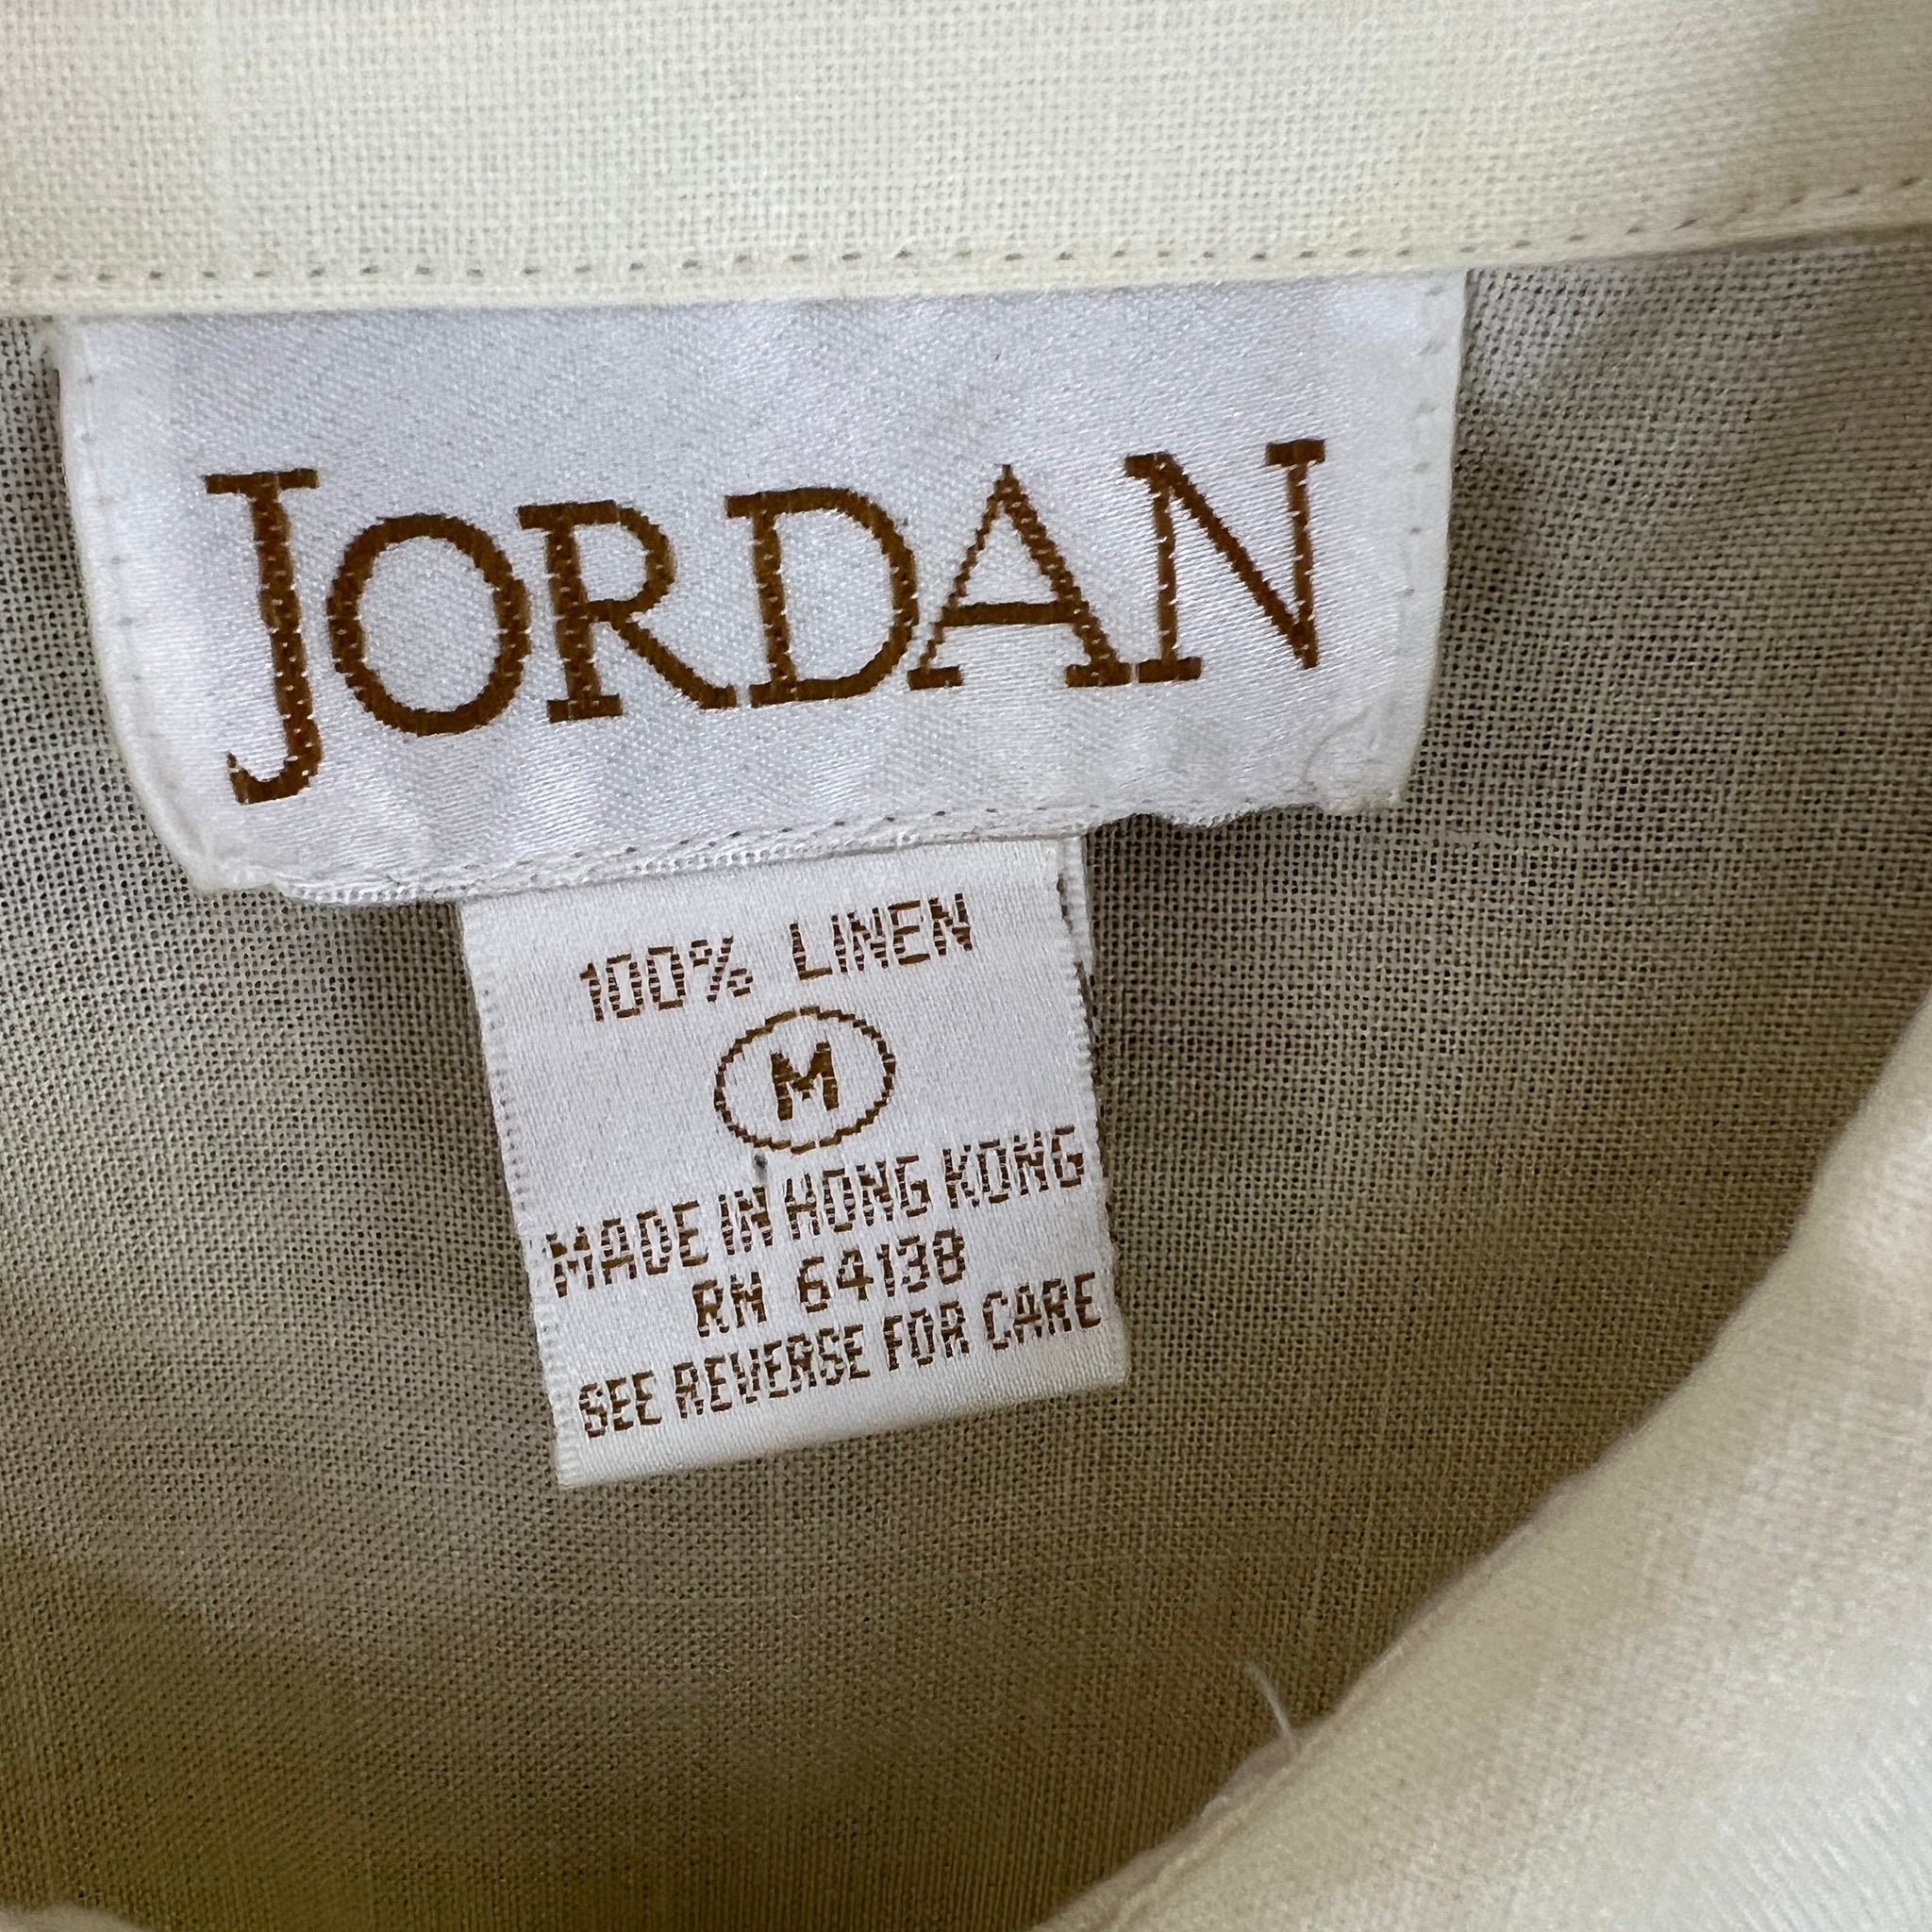 JORDAN
100% LINEN
M
MADE IN HONG KONG
RN 64138
SEE REVERSE FOR CARE